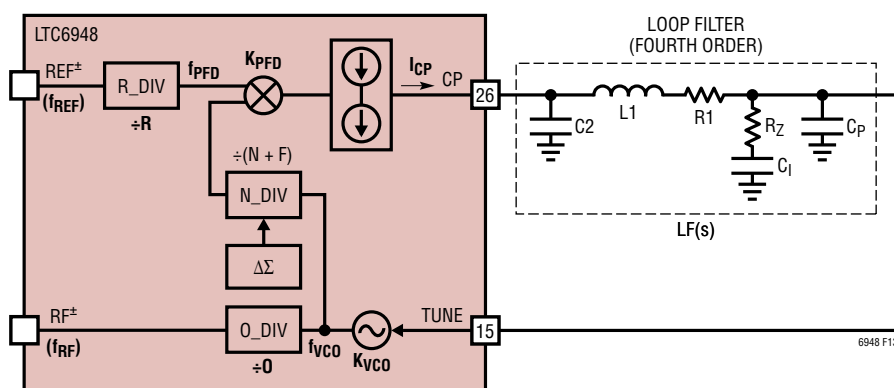 LTC6948
REF±
(fREF)
R_DIV
÷R
fPFD
KPFD
ICP
CP
26
LOOP FILTER
(FOURTH ORDER)
L1
R1
C2
RZ
CI
CP
LF(s)
÷(N + F)
N_DIV
ΔΣ
RF±
(fRF)
O_DIV
÷O
fVCO
KVCO
TUNE
15
6948 F13